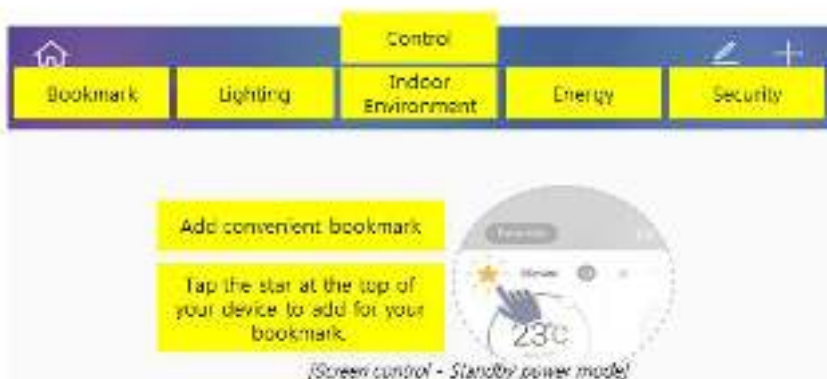 Control
Bookmark
Lighting
Indoor
Environment
Energy
Security
Add convenient bookmark
Tap the star at the top of
your device to add for your
bookmark.
23°C
[Screen control - Standby power mode]